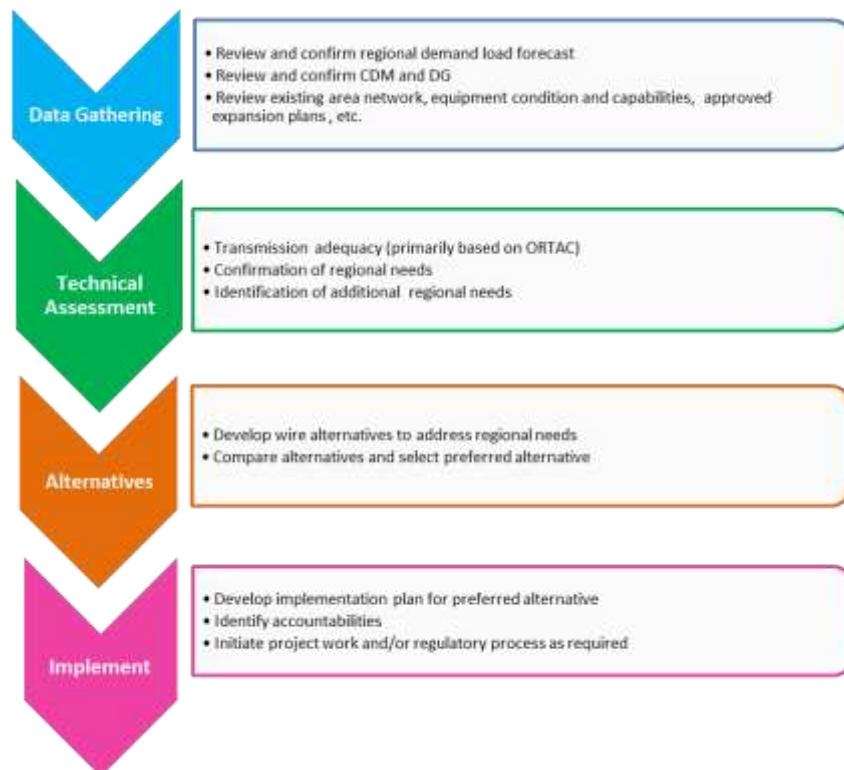 Data Gathering
• Review and confirm regional demand load forecast
• Review and confirm CDM and DG
• Review existing area network, equipment condition and capabilities, approved
expansion plans, etc.
Technical
Assessment
• Transmission adequacy (primarily based on ORTAC)
• Confirmation of regional needs
• Identification of additional regional needs
Alternatives
• Develop wire alternatives to address regional needs
• Compare alternatives and select preferred alternative
Implement
• Develop implementation plan for preferred alternative
• Identify accountabilities
• Initiate project work and/or regulatory process as required